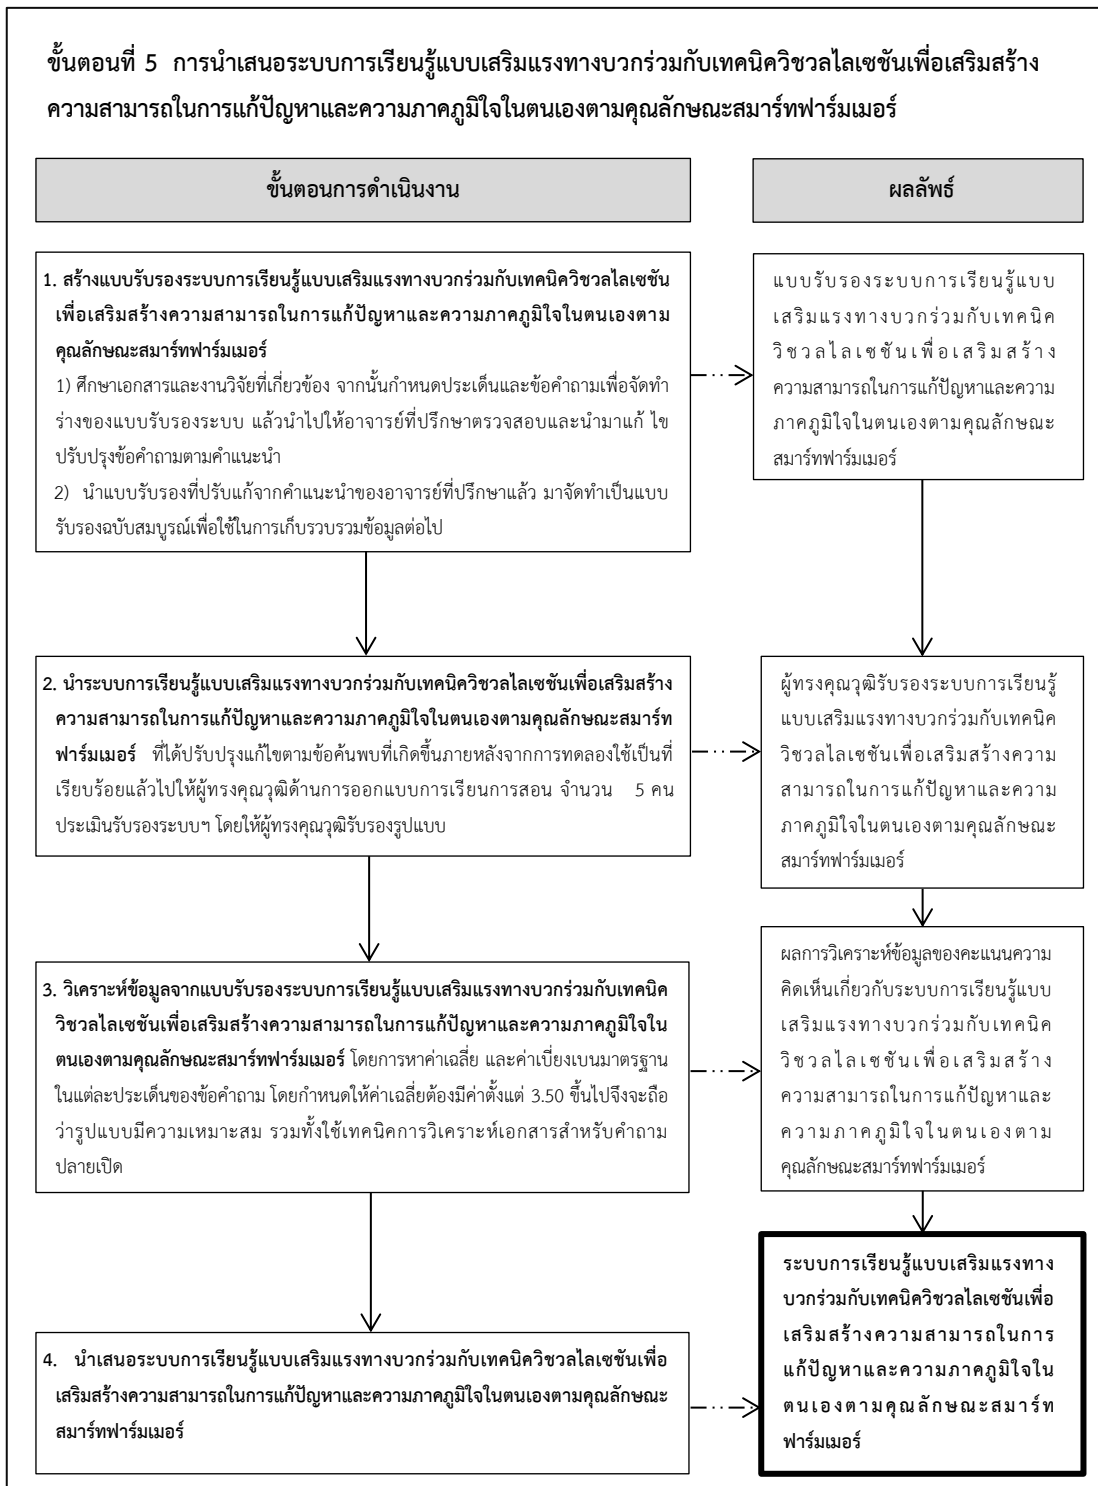 ขั้นตอนที่ 5 การนำเสนอระบบการเรียนรู้แบบเสริมแรงทางบวกร่วมกับเทคนิควิชวลไลเซชันเพื่อเสริมสร้าง
ความสามารถในการแก้ปัญหาและความภาคภูมิใจในตนเองตามคุณลักษณะสมาร์ทฟาร์มเมอร์
ขั้นตอนการดำเนินงาน
ผลลัพธ์
1. สร้างแบบรับรองระบบการเรียนรู้แบบเสริมแรงทางบวกร่วมกับเทคนิควิชวลไลเซชัน
เพื่อเสริมสร้างความสามารถในการแก้ปัญหาและความภาคภูมิใจในตนเองตาม
คุณลักษณะสมาร์ทฟาร์มเมอร์
1) ศึกษาเอกสารและงานวิจัยที่เกี่ยวข้อง จากนั้นกำหนดประเด็นและข้อคำถามเพื่อจัดทำ
ร่างของแบบรับรองระบบ แล้วนำไปให้อาจารย์ที่ปรึกษาตรวจสอบและนำมาแก้ ไข
ปรับปรุงข้อคำถามตามคำแนะนำ
2) นำแบบรับรองที่ปรับแก้จากคำแนะนำของอาจารย์ที่ปรึกษาแล้ว มาจัดทำเป็นแบบ
รับรองฉบับสมบูรณ์เพื่อใช้ในการเก็บรวบรวมข้อมูลต่อไป
แบบรับรองระบบการเรียนรู้แบบ
เสริมแรงทางบวกร่วมกับเทคนิค
วิชวลไลเซชันเพื่อเสริมสร้าง
ความสามารถในการแก้ปัญหาและความ
ภาคภูมิใจในตนเองตามคุณลักษณะ
สมาร์ทฟาร์มเมอร์
2. นำระบบการเรียนรู้แบบเสริมแรงทางบวกร่วมกับเทคนิควิชวลไลเซชันเพื่อเสริมสร้าง
ความสามารถในการแก้ปัญหาและความภาคภูมิใจในตนเองตามคุณลักษณะสมาร์ท
ฟาร์มเมอร์ ที่ได้ปรับปรุงแก้ไขตามข้อค้นพบที่เกิดขึ้นภายหลังจากการทดลองใช้เป็นที่
เรียบร้อยแล้วไปให้ผู้ทรงคุณวุฒิด้านการออกแบบการเรียนการสอน จำนวน 5 คน
ประเมินรับรองระบบฯ โดยให้ผู้ทรงคุณวุฒิรับรองรูปแบบ
ผู้ทรงคุณวุฒิรับรองระบบการเรียนรู้
แบบเสริมแรงทางบวกร่วมกับเทคนิค
วิชวลไลเซชันเพื่อเสริมสร้างความ
สามารถในการแก้ปัญหาและความ
ภาคภูมิใจในตนเองตามคุณลักษณะ
สมาร์ทฟาร์มเมอร์
3. วิเคราะห์ข้อมูลจากแบบรับรองระบบการเรียนรู้แบบเสริมแรงทางบวกร่วมกับเทคนิค
วิชวลไลเซชันเพื่อเสริมสร้างความสามารถในการแก้ปัญหาและความภาคภูมิใจใน
ตนเองตามคุณลักษณะสมาร์ทฟาร์มเมอร์ โดยการหาค่าเฉลี่ย และค่าเบี่ยงเบนมาตรฐาน
ในแต่ละประเด็นของข้อคำถาม โดยกำหนดให้ค่าเฉลี่ยต้องมีค่าตั้งแต่ 3.50 ขึ้นไปจึงจะถือ
ว่ารูปแบบมีความเหมาะสม รวมทั้งใช้เทคนิคการวิเคราะห์เอกสารสำหรับคำถาม
ปลายเปิด
ผลการวิเคราะห์ข้อมูลของคะแนนความ
คิดเห็นเกี่ยวกับระบบการเรียนรู้แบบ
เสริมแรงทางบวกร่วมกับเทคนิค
วิชวลไลเซชันเพื่อเสริมสร้าง
ความสามารถในการแก้ปัญหาและ
ความภาคภูมิใจในตนเองตาม
คุณลักษณะสมาร์ทฟาร์มเมอร์
4. นำเสนอระบบการเรียนรู้แบบเสริมแรงทางบวกร่วมกับเทคนิควิชวลไลเซชันเพื่อ
เสริมสร้างความสามารถในการแก้ปัญหาและความภาคภูมิใจในตนเองตามคุณลักษณะ
สมาร์ทฟาร์มเมอร์
ระบบการเรียนรู้แบบเสริมแรงทาง
บวกร่วมกับเทคนิควิชวลไลเซชันเพื่อ
เสริมสร้างความสามารถในการ
แก้ปัญหาและความภาคภูมิใจใน
ตนเองตามคุณลักษณะสมาร์ท
ฟาร์มเมอร์